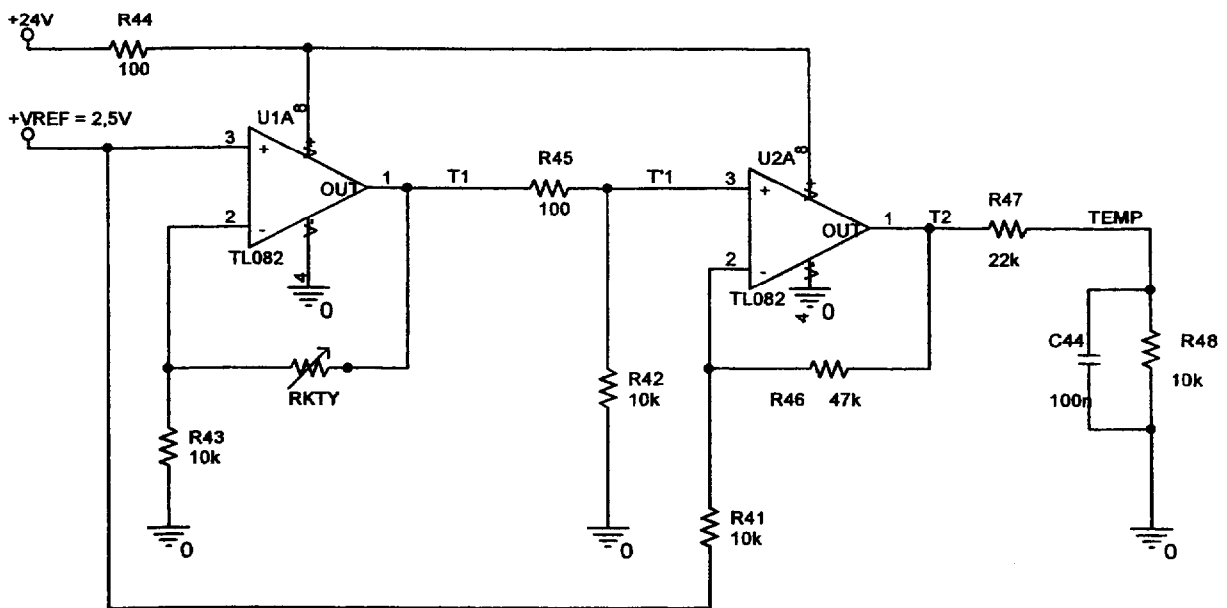 +24V
R44
100
+VREF = 2,5V
U1A
8
3
+
V+
OUT
1
T1
2
-
V-
TL082
4
0
R45
100
T'1
U2A
8
3
+
V+
OUT
1
T2
2
-
V-
TL082
4
0
R47
22k
TEMP
RKTY
R43
10k
0
R42
10k
0
R46
47k
R41
10k
C44
100n
R48
10k
0